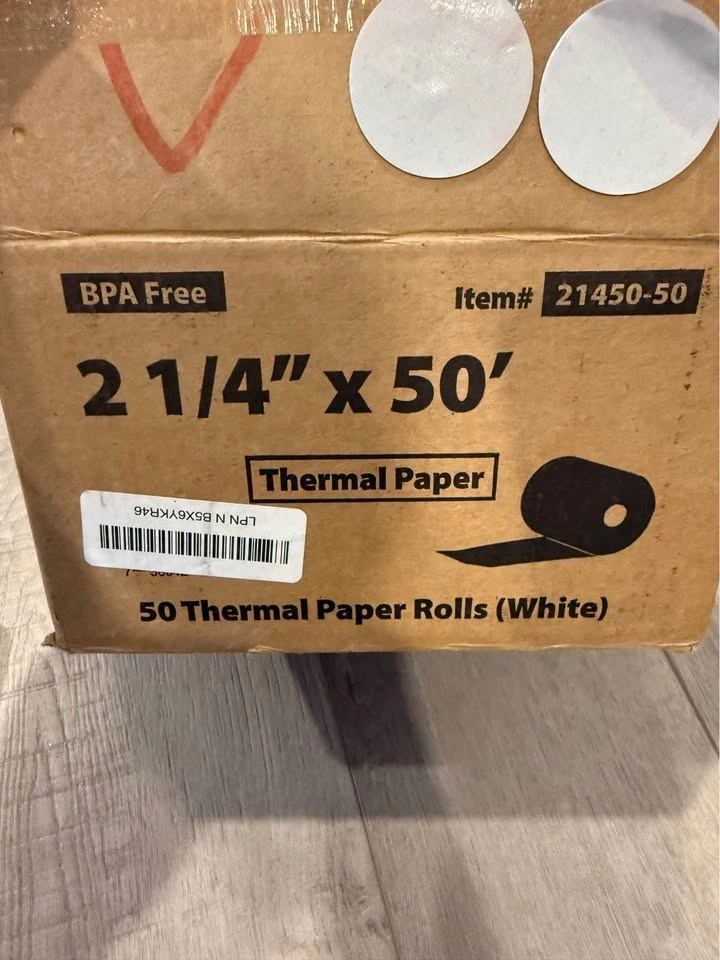 BPA Free
Item# 21450-50
2 1/4” x 50’
Thermal Paper
LPN N B5X6YKR46
50 Thermal Paper Rolls (White)